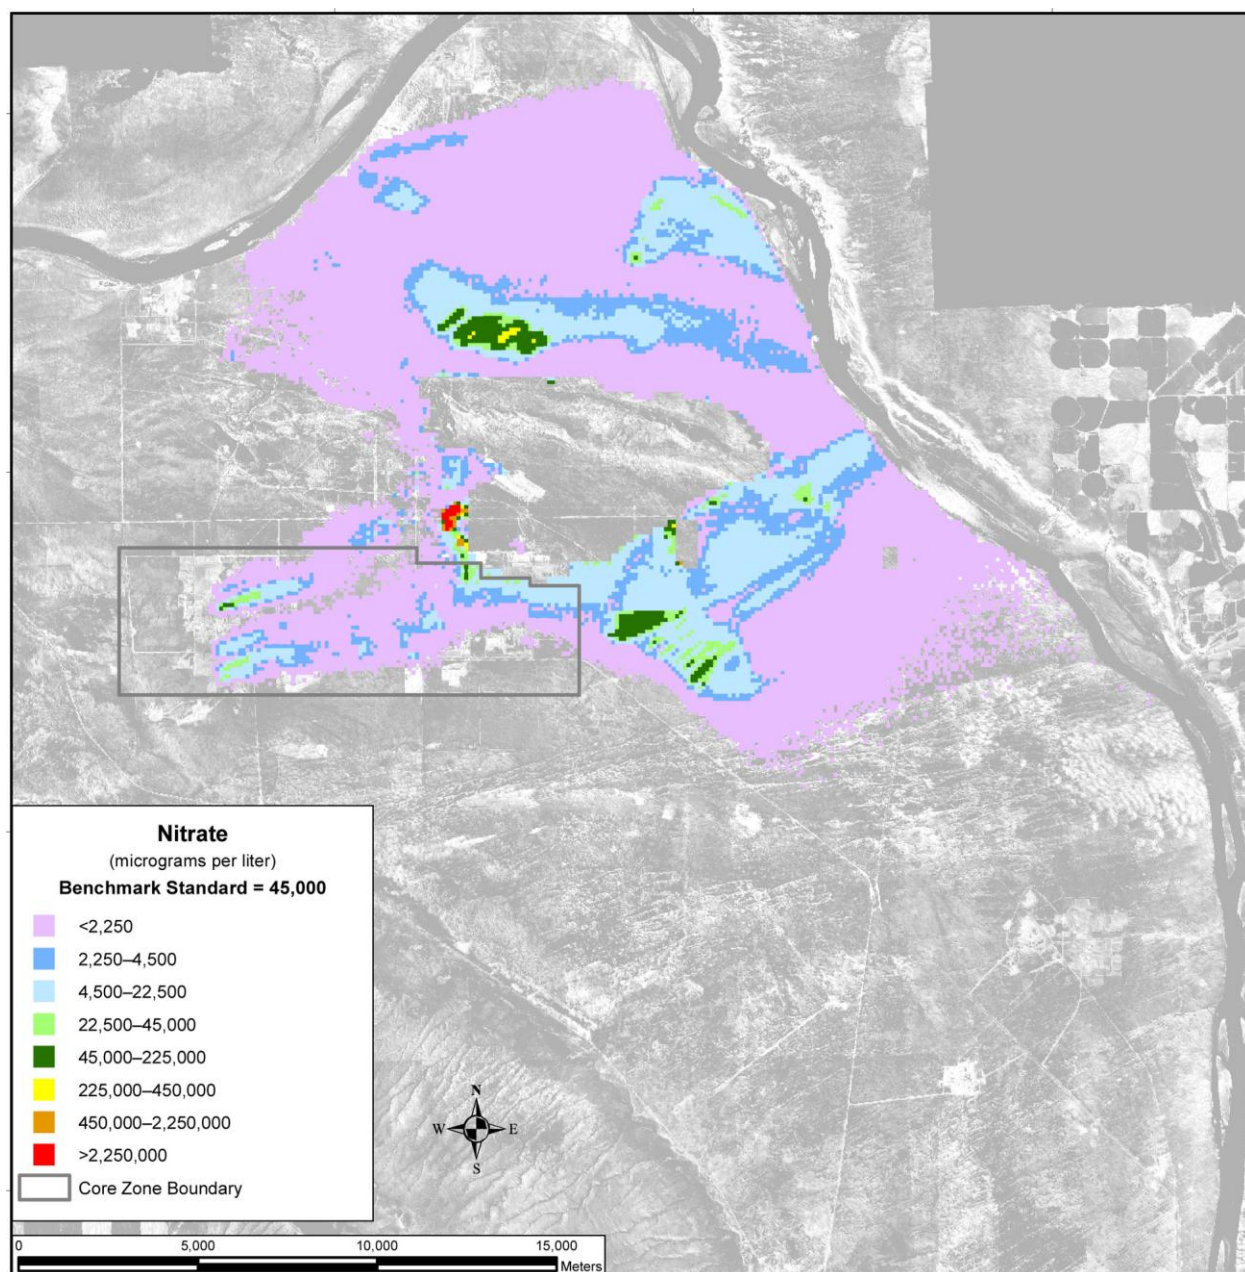 Nitrate
(micrograms per liter)
Benchmark Standard = 45,000
<2,250
2,250–4,500
4,500–22,500
22,500–45,000
45,000–225,000
225,000–450,000
450,000–2,250,000
>2,250,000
Core Zone Boundary
N
W E
S
0 5,000 10,000 15,000
Meters